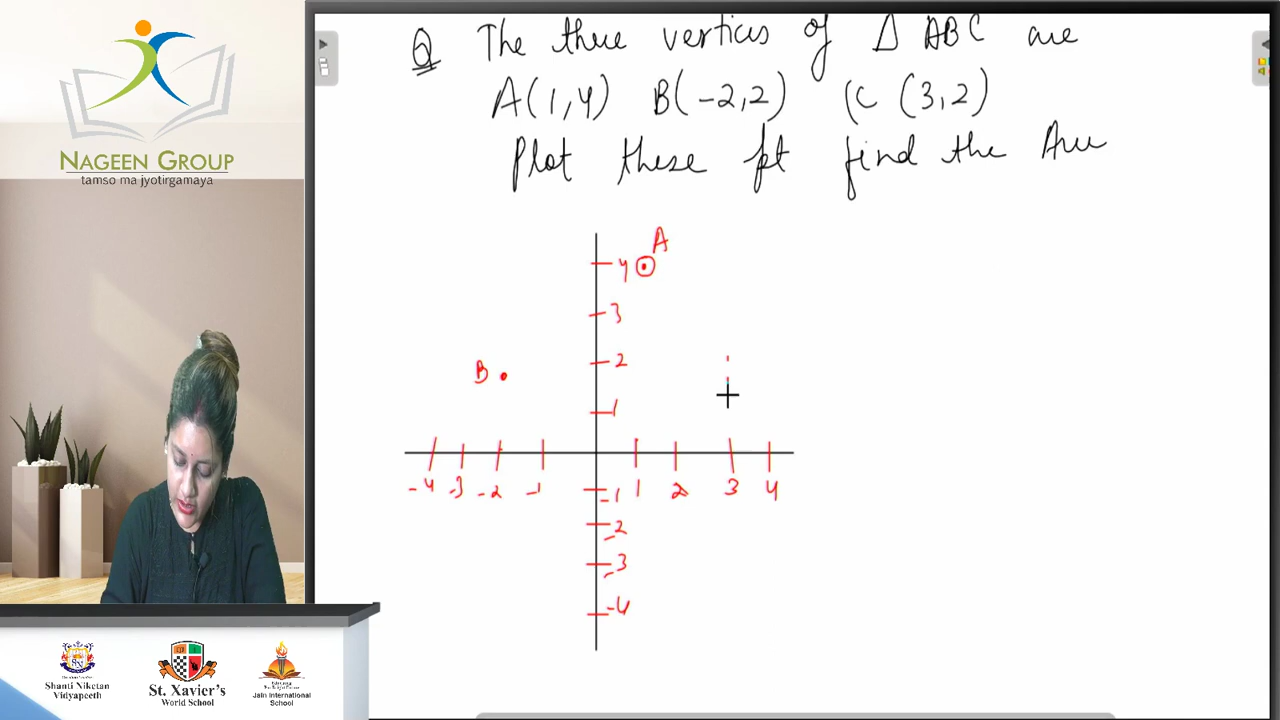 NAGEEN GROUP
tamso ma jyotirgamaya
Q The three vertices of Δ ABC are
A(1,4) B(-2,2) (C (3,2)
Plot these pt find the
A
4
3
B
2
1
-4 -3 -2 -1 1 2 3 4
-1
-2
-3
-4
Shanti Niketan
Vidyapeeth
St. Xavier's
World School
Jain International
School